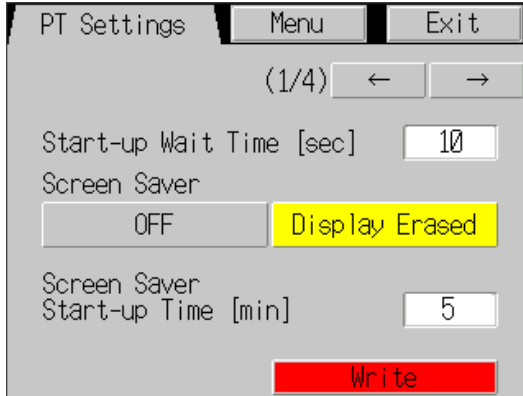 PT Settings Menu Exit
(1/4) ← →
Start-up Wait Time [sec] 10
Screen Saver
OFF Display Erased
Screen Saver
Start-up Time [min] 5
Write